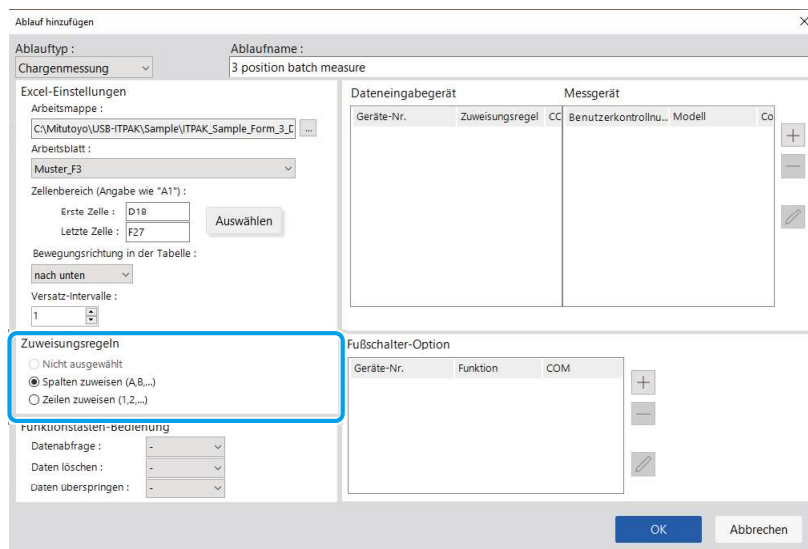 Ablauf hinzufügen
Ablauftyp :
Ablaufname :
Chargenmessung
3 position batch measure
Excel-Einstellungen
Arbeitsmappe :
C:\Mitutoyo\USB-ITPAK\Sample\ITPAK_Sample_Form_3_D
...
Arbeitsblatt :
Muster_F3
Zellenbereich (Angabe wie "A1") :
Erste Zelle : D18
Letzte Zelle : F27
Auswählen
Bewegungsrichtung in der Tabelle :
nach unten
Versatz-Intervalle :
1
Dateneingabegerät
Messgerät
Geräte-Nr. Zuweisungsregel CC Benutzerkontrollnu... Modell Co
Zuweisungsregeln
Nicht ausgewählt
Spalten zuweisen (A,B,...)
Zeilen zuweisen (1,2,...)
Fußschalter-Option
Geräte-Nr. Funktion COM
Funktionstasten-Bedienung
Datenabfrage : -
Daten löschen : -
Daten überspringen : -
OK Abbrechen